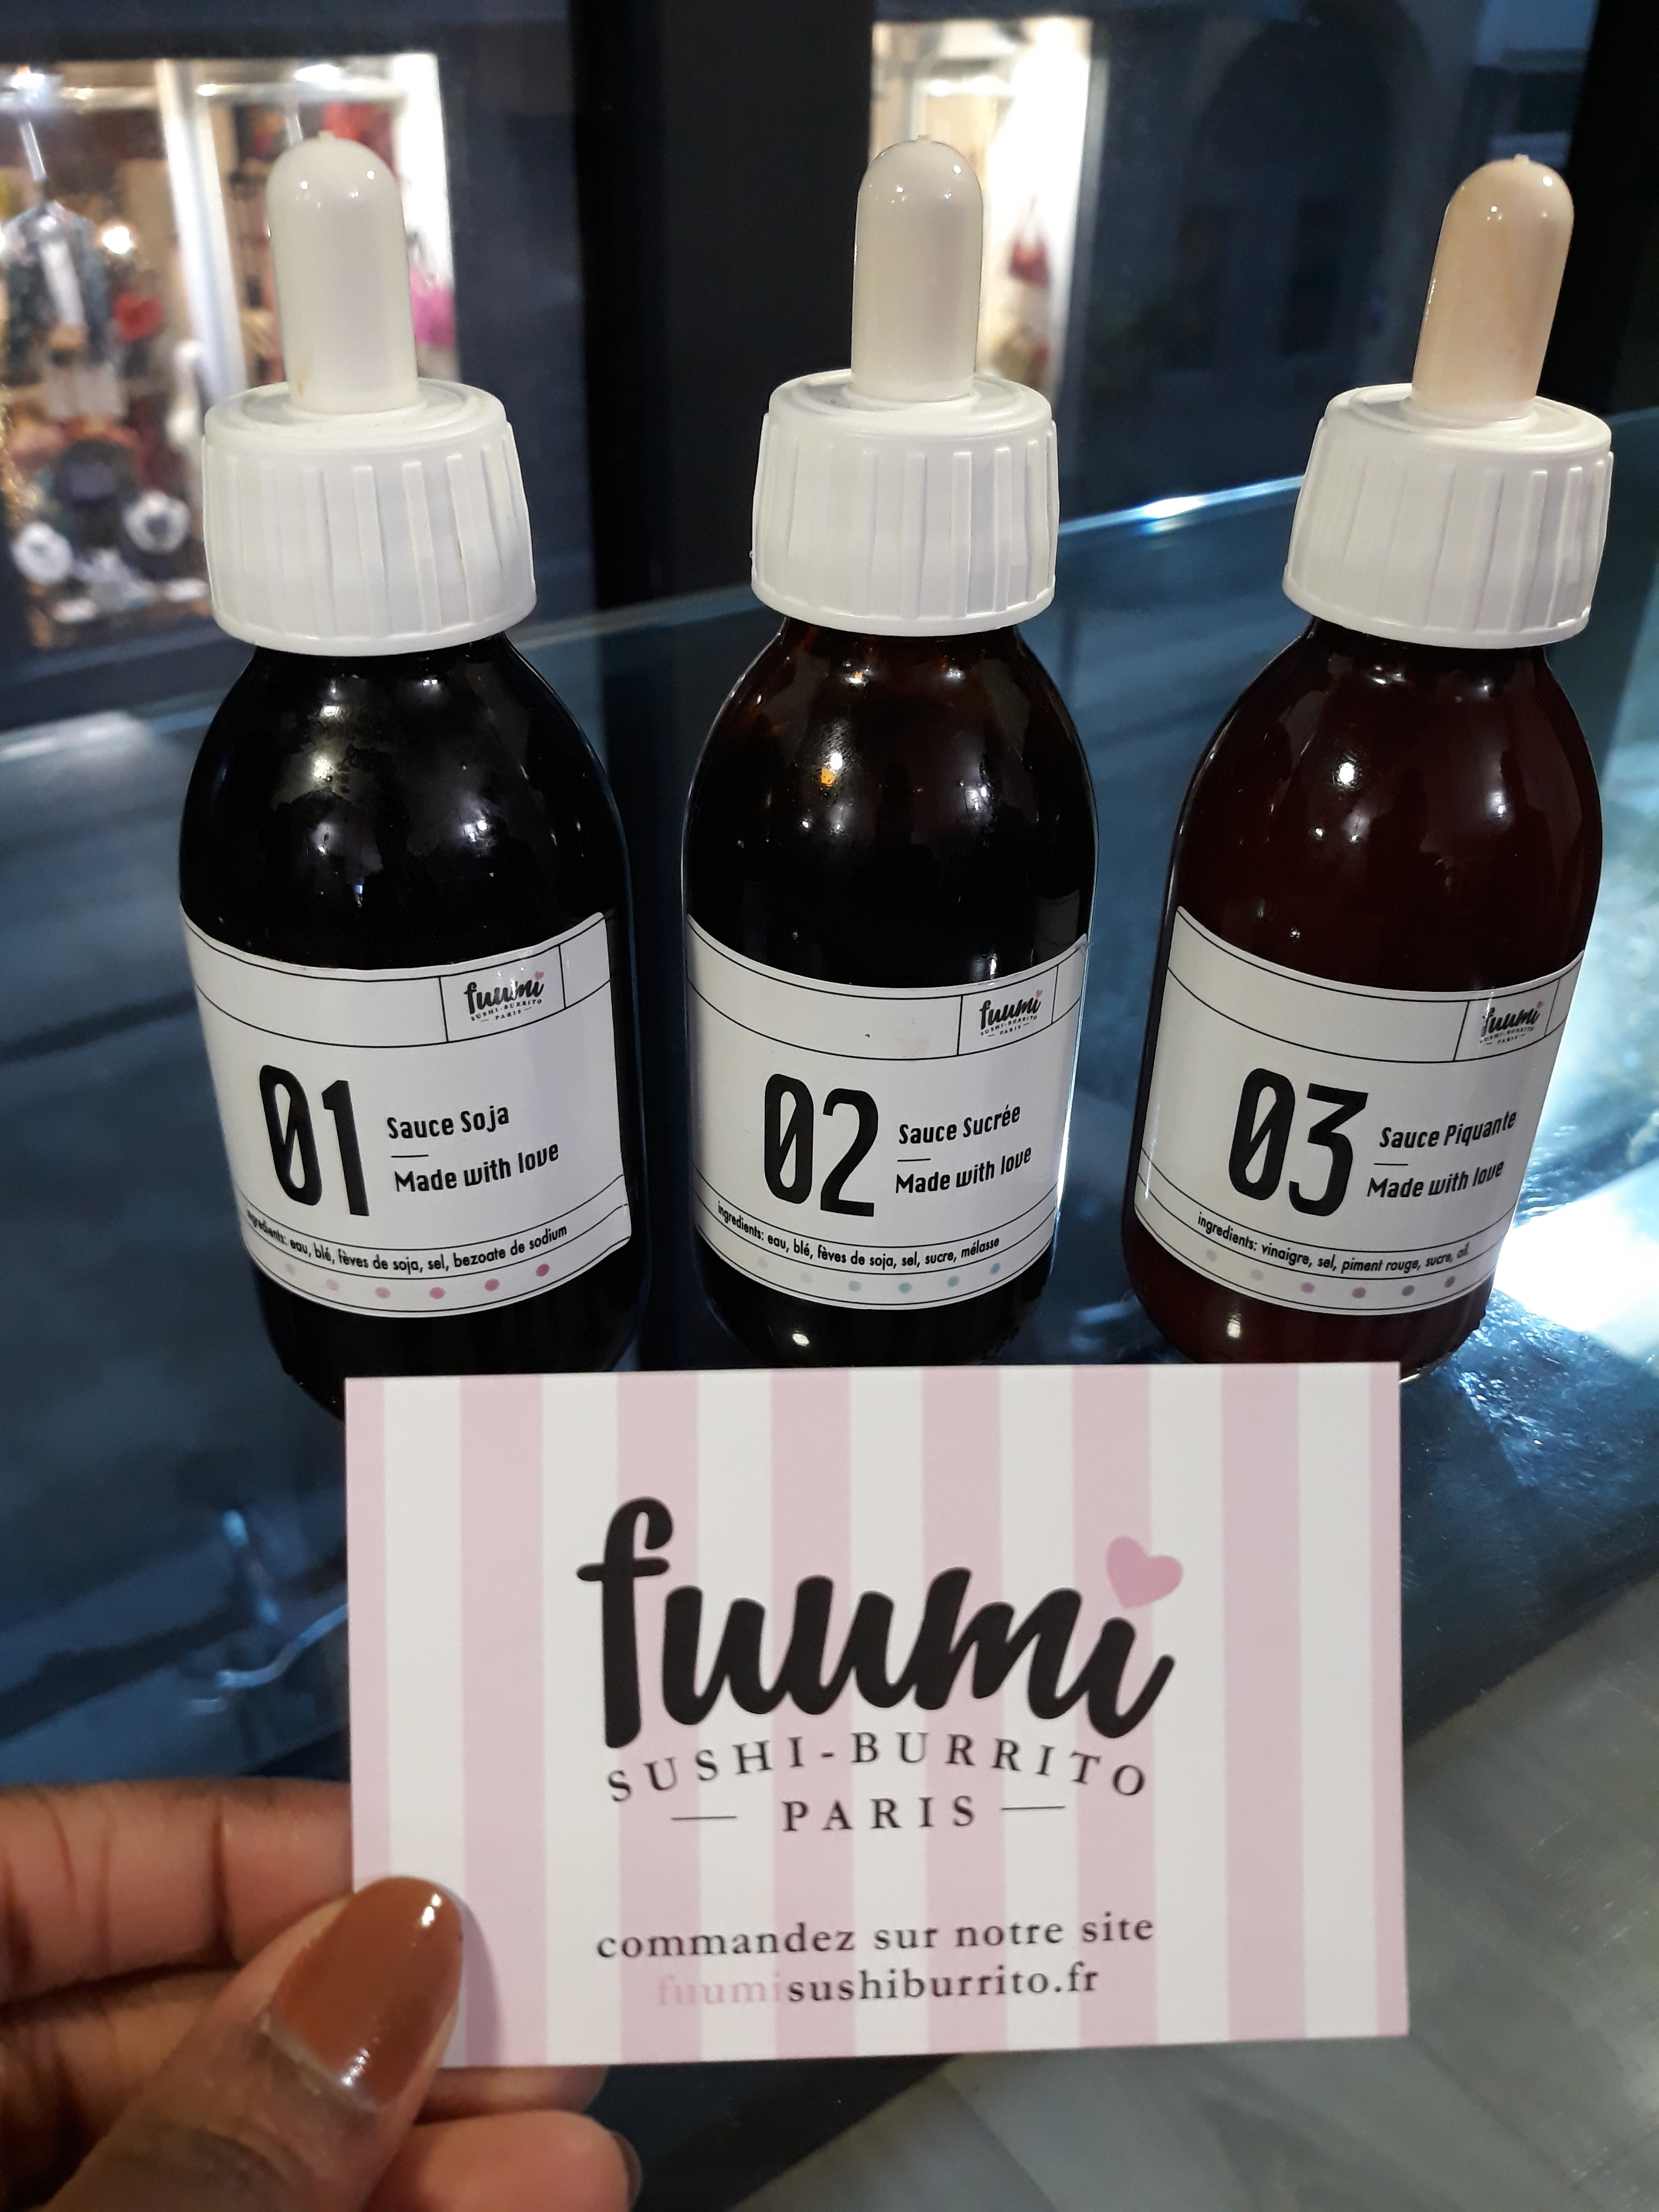 fuumi
SUSHI-BURRITO
PARIS
01
Sauce Soja
Made with love
ingredients: eau, blé, fèves de soja, sel, bezoate de sodium
fuumi
SUSHI-BURRITO
PARIS
02
Sauce Sucrée
Made with love
ingredients: eau, blé, fèves de soja, sel, sucre, mélasse
fuumi
SUSHI-BURRITO
PARIS
03
Sauce Piquante
Made with love
ingredients: vinaigre, sel, piment rouge, sucre, ail.
fuumi
SUSHI-BURRITO
PARIS
commandez sur notre site
fuumisushiburrito.fr